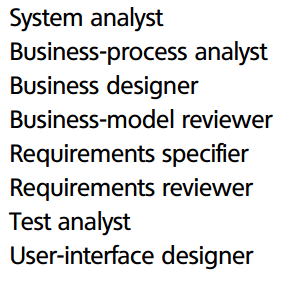 System analyst
Business-process analyst
Business designer
Business-model reviewer
Requirements specifier
Requirements reviewer
Test analyst
User-interface designer